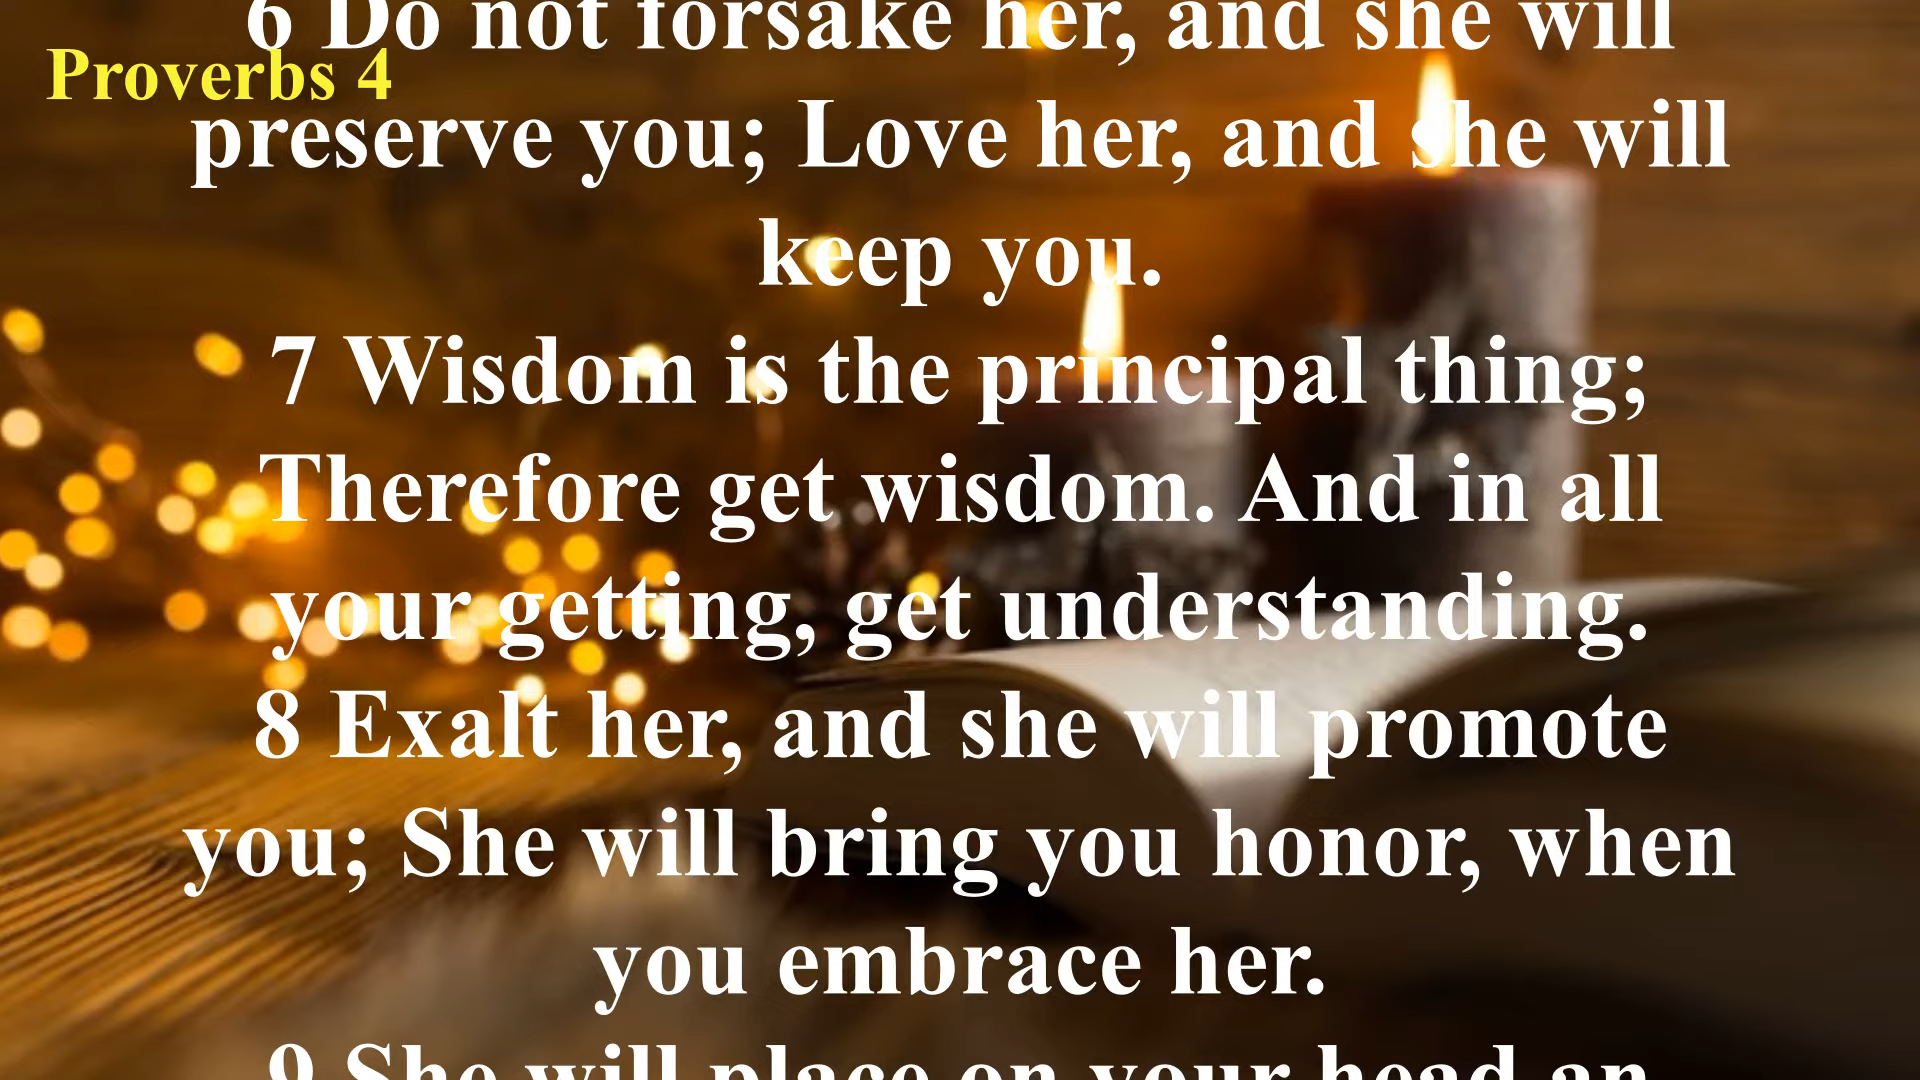 6 Do not forsake her, and she will
Proverbs 4
preserve you; Love her, and she will
keep you.
7 Wisdom is the principal thing;
Therefore get wisdom. And in all
your getting, get understanding.
8 Exalt her, and she will promote
you; She will bring you honor, when
you embrace her.
9 She will place on your head an